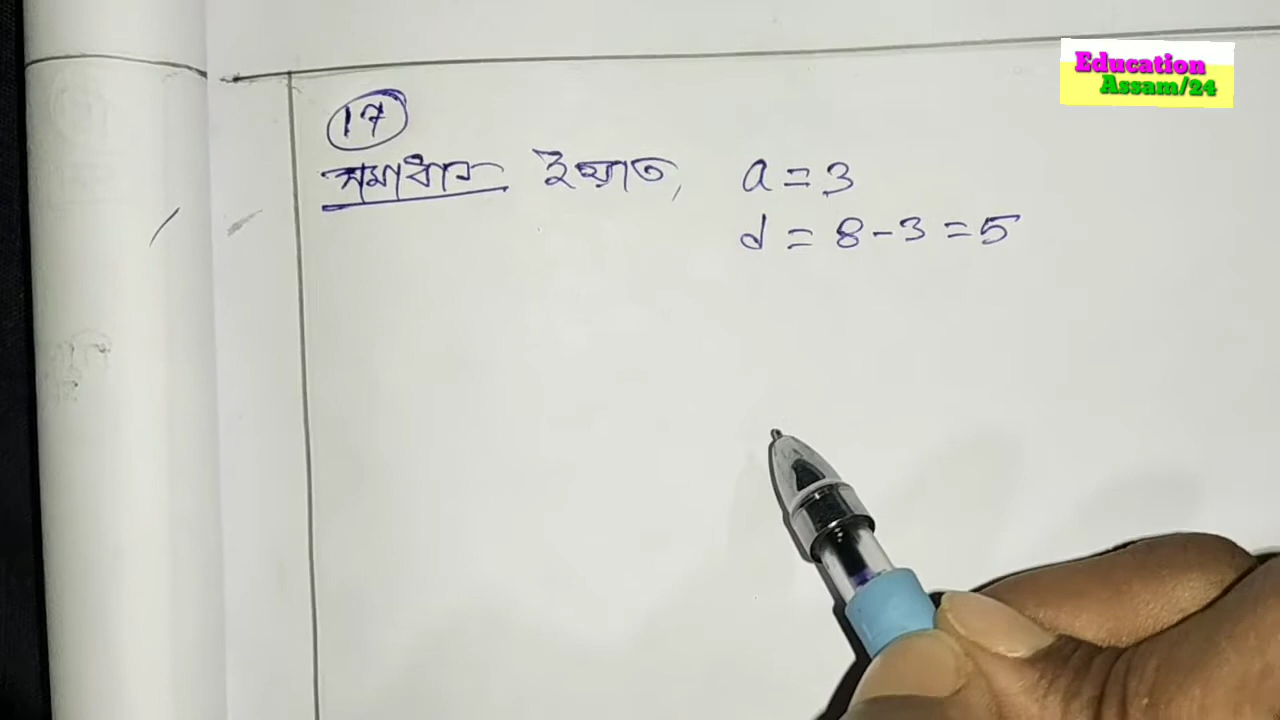 Education
Assam/24
17
সমাধান ইয়াত, a = 3
d = 8 - 3 = 5